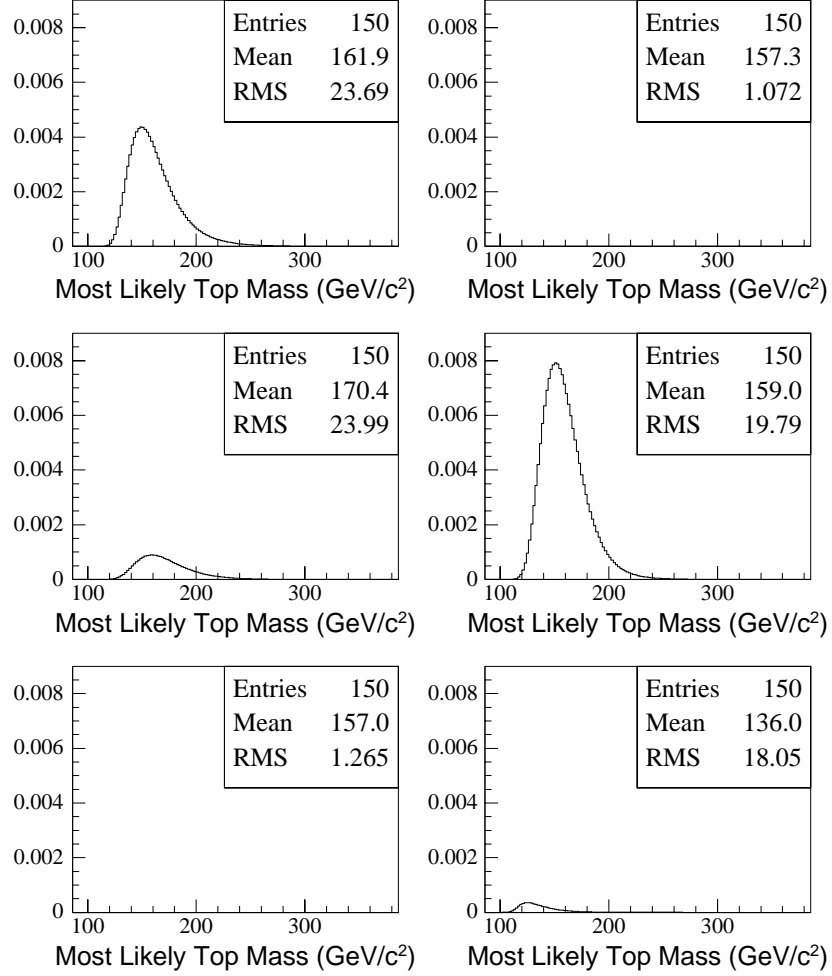 0.008
0.006
0.004
0.002
0
100 200 300
Most Likely Top Mass (GeV/c²)
Entries 150
Mean 161.9
RMS 23.69
0.008
0.006
0.004
0.002
0
100 200 300
Most Likely Top Mass (GeV/c²)
Entries 150
Mean 157.3
RMS 1.072
0.008
0.006
0.004
0.002
0
100 200 300
Most Likely Top Mass (GeV/c²)
Entries 150
Mean 170.4
RMS 23.99
0.008
0.006
0.004
0.002
0
100 200 300
Most Likely Top Mass (GeV/c²)
Entries 150
Mean 159.0
RMS 19.79
0.008
0.006
0.004
0.002
0
100 200 300
Most Likely Top Mass (GeV/c²)
Entries 150
Mean 157.0
RMS 1.265
0.008
0.006
0.004
0.002
0
100 200 300
Most Likely Top Mass (GeV/c²)
Entries 150
Mean 136.0
RMS 18.05